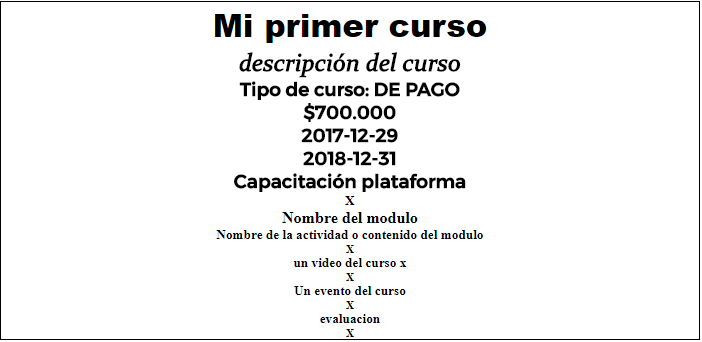 Mi primer curso
descripción del curso
Tipo de curso: DE PAGO
$700.000
2017-12-29
2018-12-31
Capacitación plataforma
X
Nombre del modulo
Nombre de la actividad o contenido del modulo
X
un video del curso x
X
Un evento del curso
X
evaluacion
X